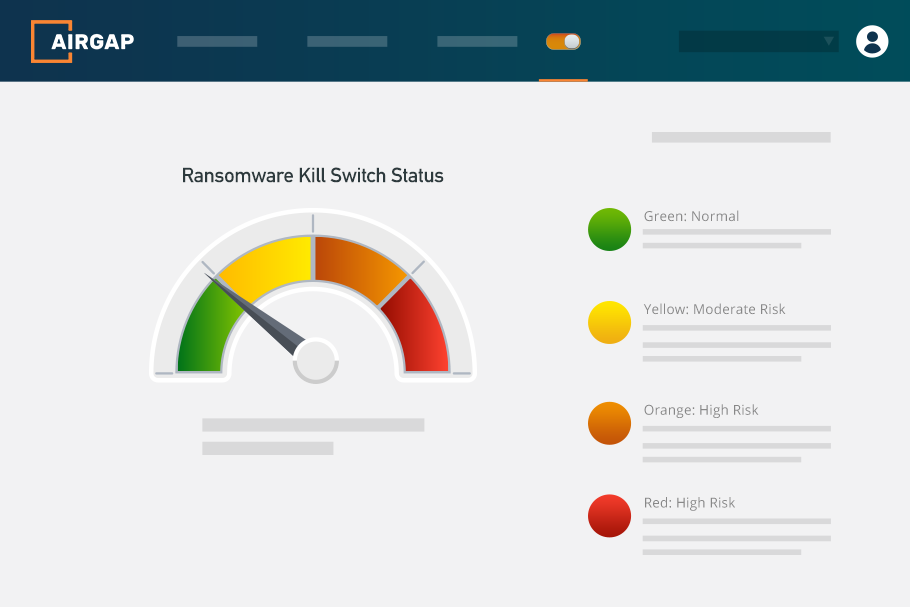 AIRGAP
Ransomware Kill Switch Status
Green: Normal
Yellow: Moderate Risk
Orange: High Risk
Red: High Risk